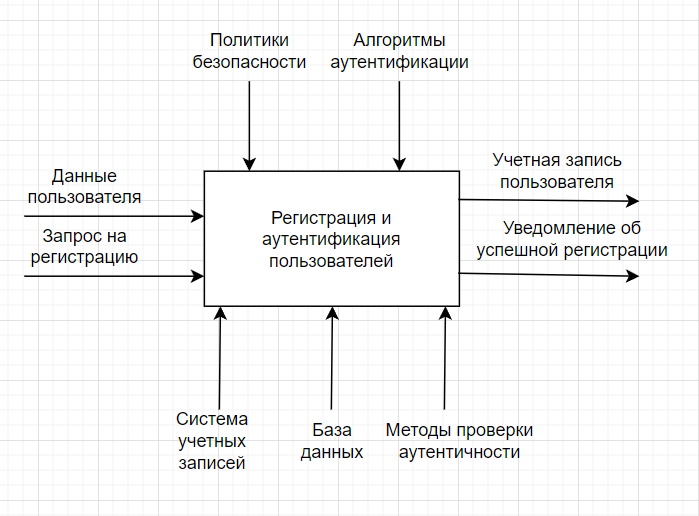 Политики
безопасности
Алгоритмы
аутентификации
Данные
пользователя
Запрос на
регистрацию
Регистрация и
аутентификация
пользователей
Учетная запись
пользователя
Уведомление об
успешной регистрации
Система
учетных
записей
База
данных
Методы проверки
аутентичности